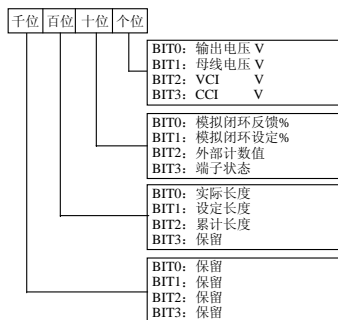 千位 百位 十位 个位
BIT0：输出电压 V
BIT1：母线电压 V
BIT2：VCI V
BIT3：CCI V
BIT0：模拟闭环反馈%
BIT1：模拟闭环设定%
BIT2：外部计数值
BIT3：端子状态
BIT0：实际长度
BIT1：设定长度
BIT2：累计长度
BIT3：保留
BIT0：保留
BIT1：保留
BIT2：保留
BIT3：保留